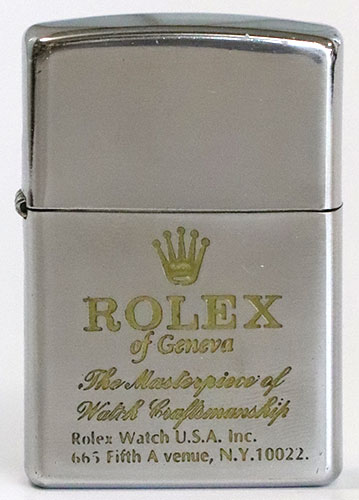 ROLEX
of Geneva
The Masterpiece of
Watch Craftsmanship
Rolex Watch U.S.A. Inc.
665 Fifth A venue, N.Y.10022.